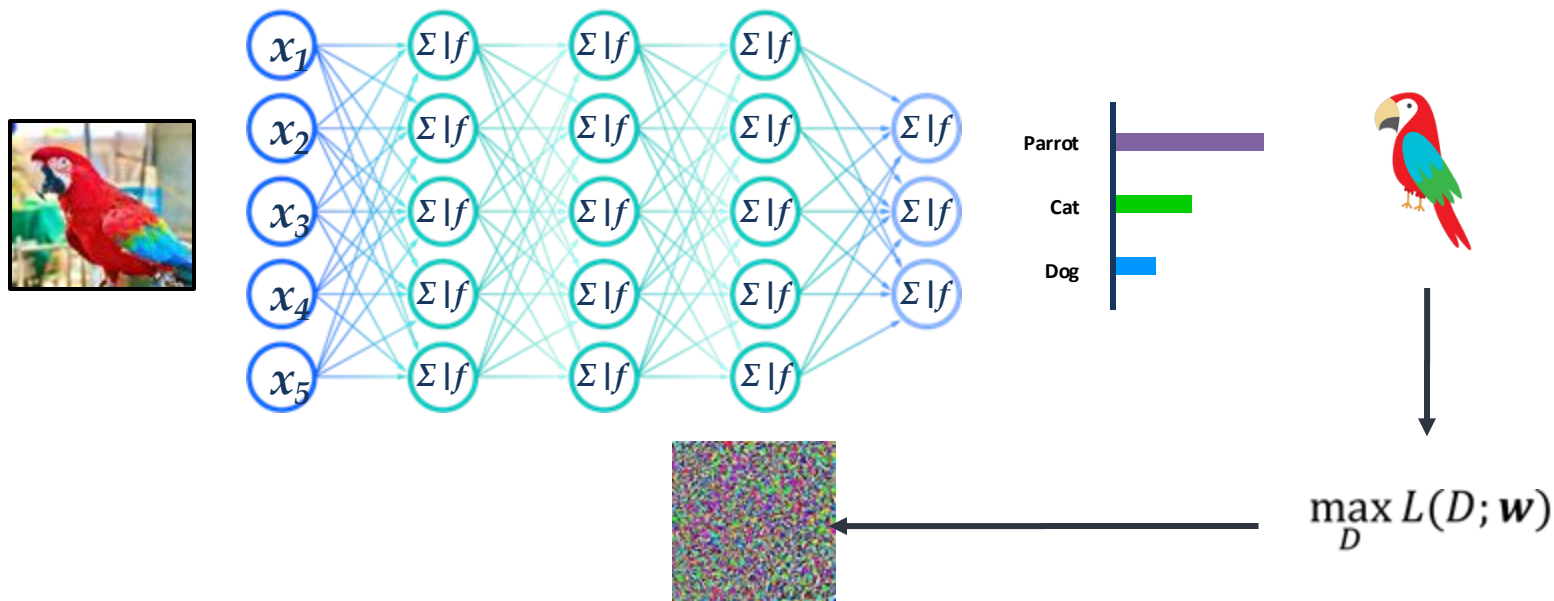 x1 Σ|f Σ|f Σ|f
x2 Σ|f Σ|f Σ|f Σ|f
x3 Σ|f Σ|f Σ|f Σ|f
x4 Σ|f Σ|f Σ|f Σ|f
x5 Σ|f Σ|f Σ|f
Parrot
Cat
Dog
max L(D; w)
D